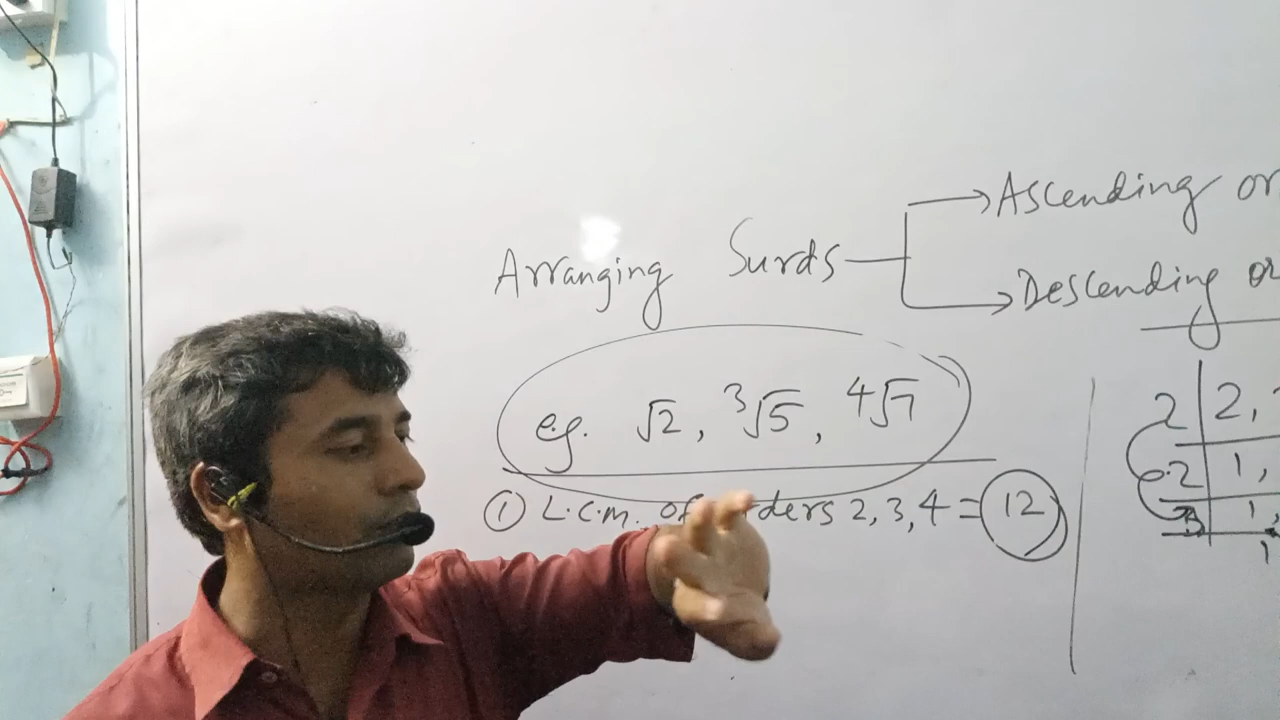 Arranging Surds
Ascending or
Descending or
e.g. √2, ³√5, ⁴√7
① L.C.M. of orders 2, 3, 4 = 12
2 2,
2 1,
3 1,
1